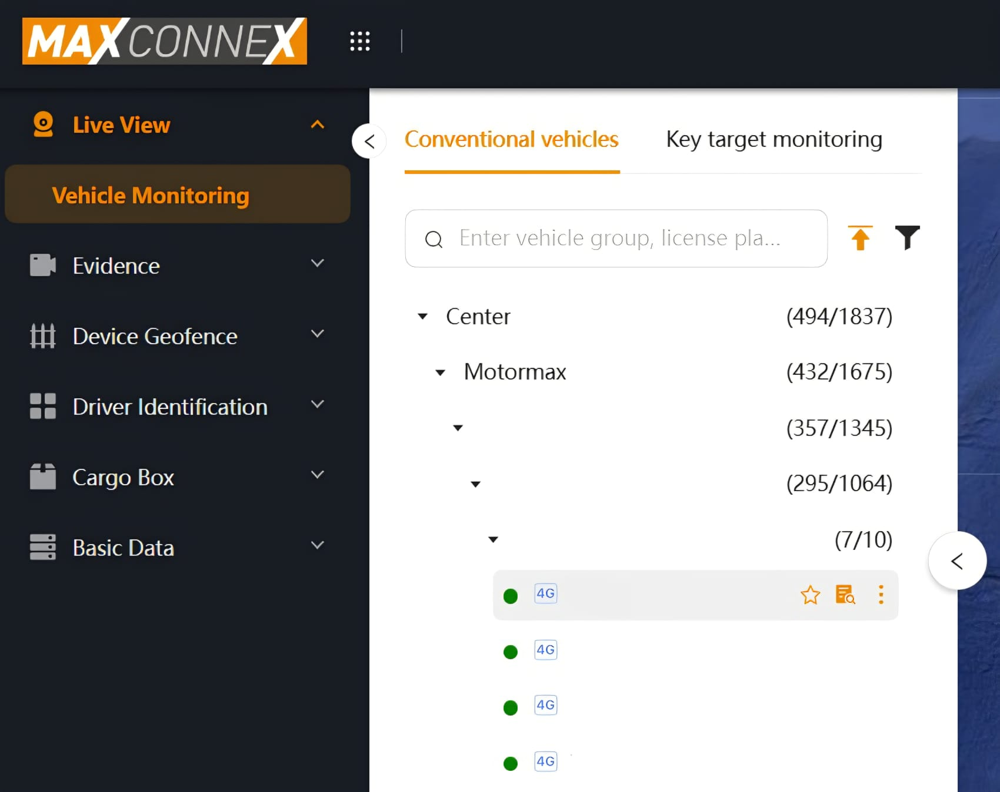 MAXCONNEX
Live View
Vehicle Monitoring
Evidence
Device Geofence
Driver Identification
Cargo Box
Basic Data
Conventional vehicles
Key target monitoring
Enter vehicle group, license pla...
Center (494/1837)
Motormax (432/1675)
(357/1345)
(295/1064)
(7/10)
4G
4G
4G
4G